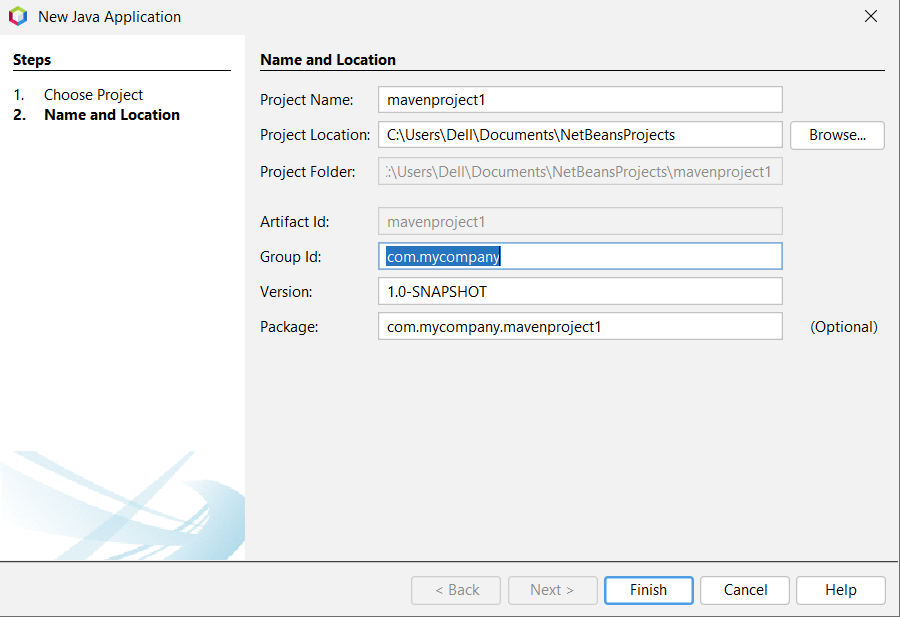 New Java Application
Steps
1. Choose Project
2. Name and Location
Name and Location
Project Name: mavenproject1
Project Location: C:\Users\Dell\Documents\NetBeansProjects Browse...
Project Folder: :\Users\Dell\Documents\NetBeansProjects\mavenproject1
Artifact Id: mavenproject1
Group Id: com.mycompany
Version: 1.0-SNAPSHOT
Package: com.mycompany.mavenproject1 (Optional)
< Back Next > Finish Cancel Help